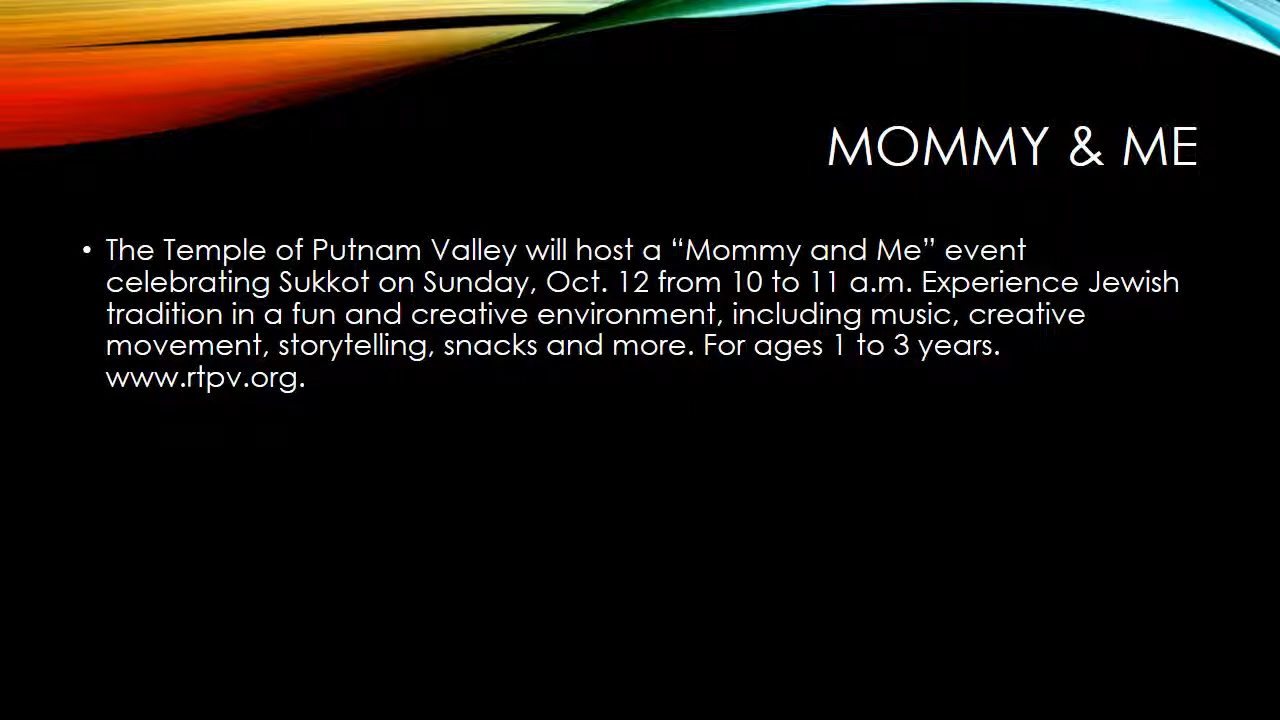 MOMMY & ME
• The Temple of Putnam Valley will host a “Mommy and Me” event
celebrating Sukkot on Sunday, Oct. 12 from 10 to 11 a.m. Experience Jewish
tradition in a fun and creative environment, including music, creative
movement, storytelling, snacks and more. For ages 1 to 3 years.
www.rtpv.org.